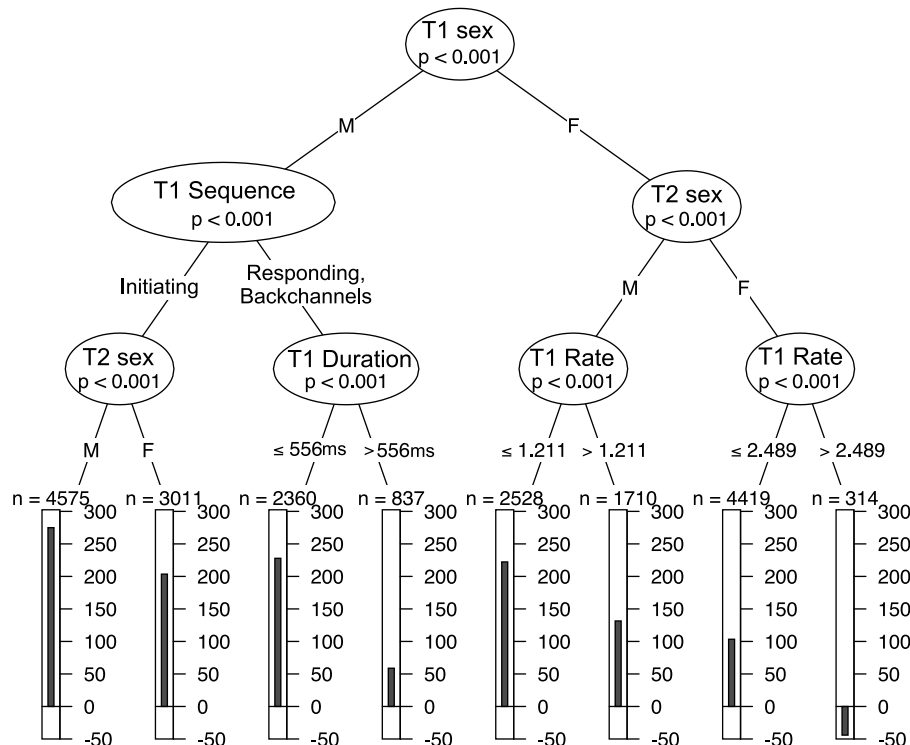 T1 sex
p < 0.001
M
F
T1 Sequence
p < 0.001
T2 sex
p < 0.001
Initiating
Responding,
Backchannels
M
F
T2 sex
p < 0.001
T1 Duration
p < 0.001
T1 Rate
p < 0.001
T1 Rate
p < 0.001
M
F
≤ 556ms
> 556ms
≤ 1.211
> 1.211
≤ 2.489
> 2.489
n = 4575
n = 3011
n = 2360
n = 837
n = 2528
n = 1710
n = 4419
n = 314
300 300 300 300 300 300 300 300
250 250 250 250 250 250 250 250
200 200 200 200 200 200 200 200
150 150 150 150 150 150 150 150
100 100 100 100 100 100 100 100
50 50 50 50 50 50 50 50
0 0 0 0 0 0 0 0
-50 -50 -50 -50 -50 -50 -50 -50